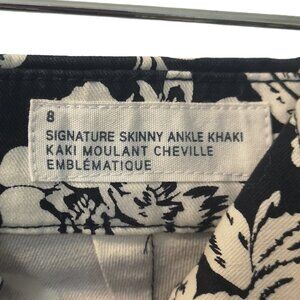 8
SIGNATURE SKINNY ANKLE KHAKI
KAKI MOULANT CHEVILLE
EMBLÉMATIQUE